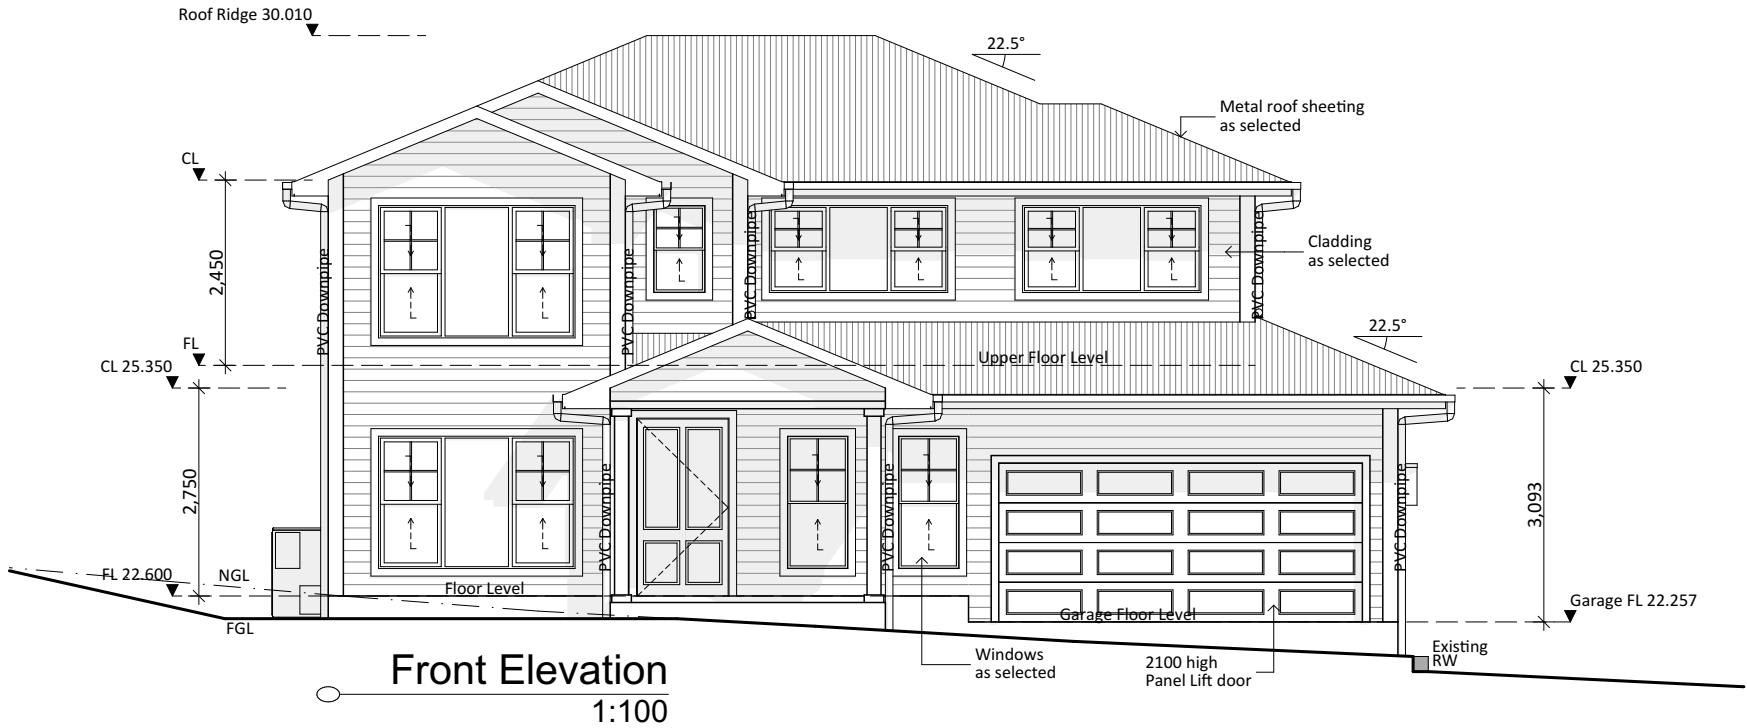 Roof Ridge 30.010
22.5°
Metal roof sheeting
as selected
CL
2,450
PVC Downpipe
PVC Downpipe
PVC Downpipe
PVC Downpipe
Cladding
as selected
22.5°
FL
Upper Floor Level
CL 25.350
CL 25.350
2,750
PVC Downpipe
PVC Downpipe
PVC Downpipe
3,093
FL 22.600
NGL
Floor Level
Garage Floor Level
Garage FL 22.257
FGL
Windows
as selected
2100 high
Panel Lift door
Existing
RW
Front Elevation
1:100